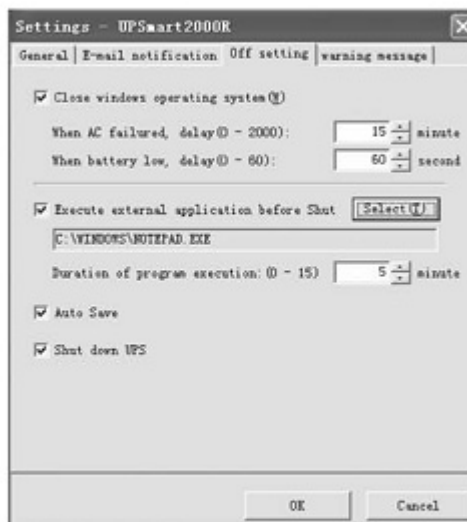 Settings - UPSmart2000R
General E-mail notification Off setting warning message
Close windows operating system(W)
When AC failured, delay(0 - 2000): 15 minute
When battery low, delay(0 - 60): 60 second
Execute external application before Shut Select(T)
C:\WINDOWS\NOTEPAD.EXE
Duration of program execution:(0 - 15) 5 minute
Auto Save
Shut down UPS
OK Cancel